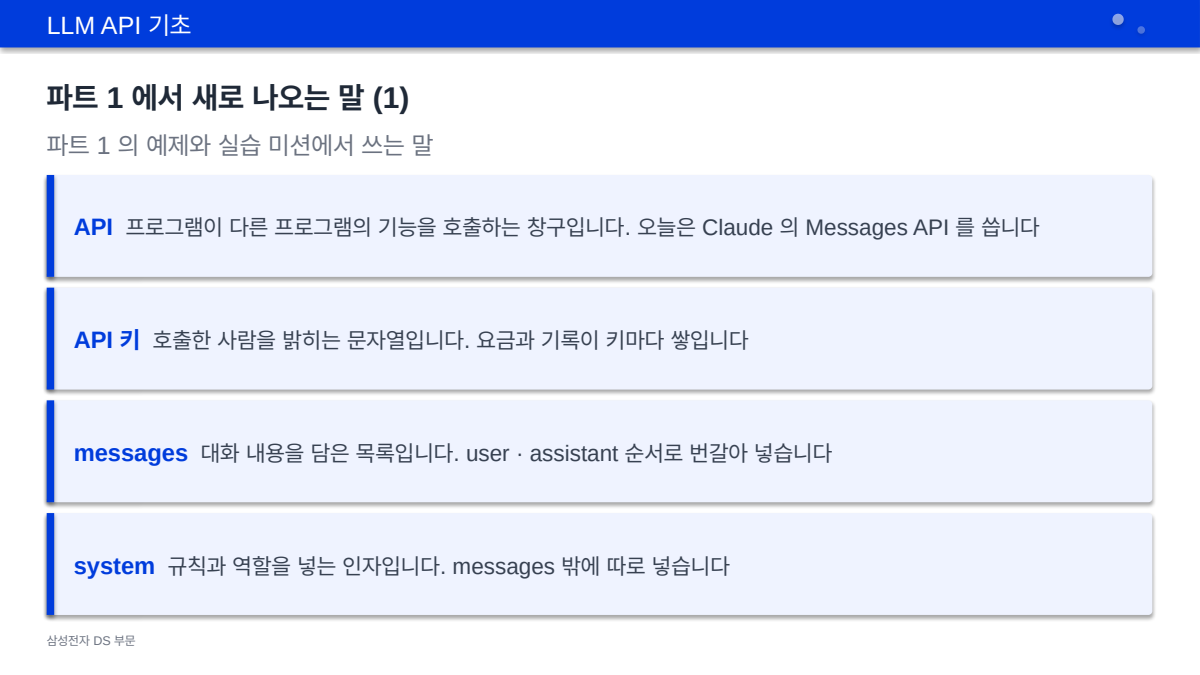 LLM API 기초
파트 1 에서 새로 나오는 말 (1)
파트 1 의 예제와 실습 미션에서 쓰는 말
API 프로그램이 다른 프로그램의 기능을 호출하는 창구입니다. 오늘은 Claude 의 Messages API 를 씁니다
API 키 호출한 사람을 밝히는 문자열입니다. 요금과 기록이 키마다 쌓입니다
messages 대화 내용을 담은 목록입니다. user · assistant 순서로 번갈아 넣습니다
system 규칙과 역할을 넣는 인자입니다. messages 밖에 따로 넣습니다
삼성전자 DS 부문